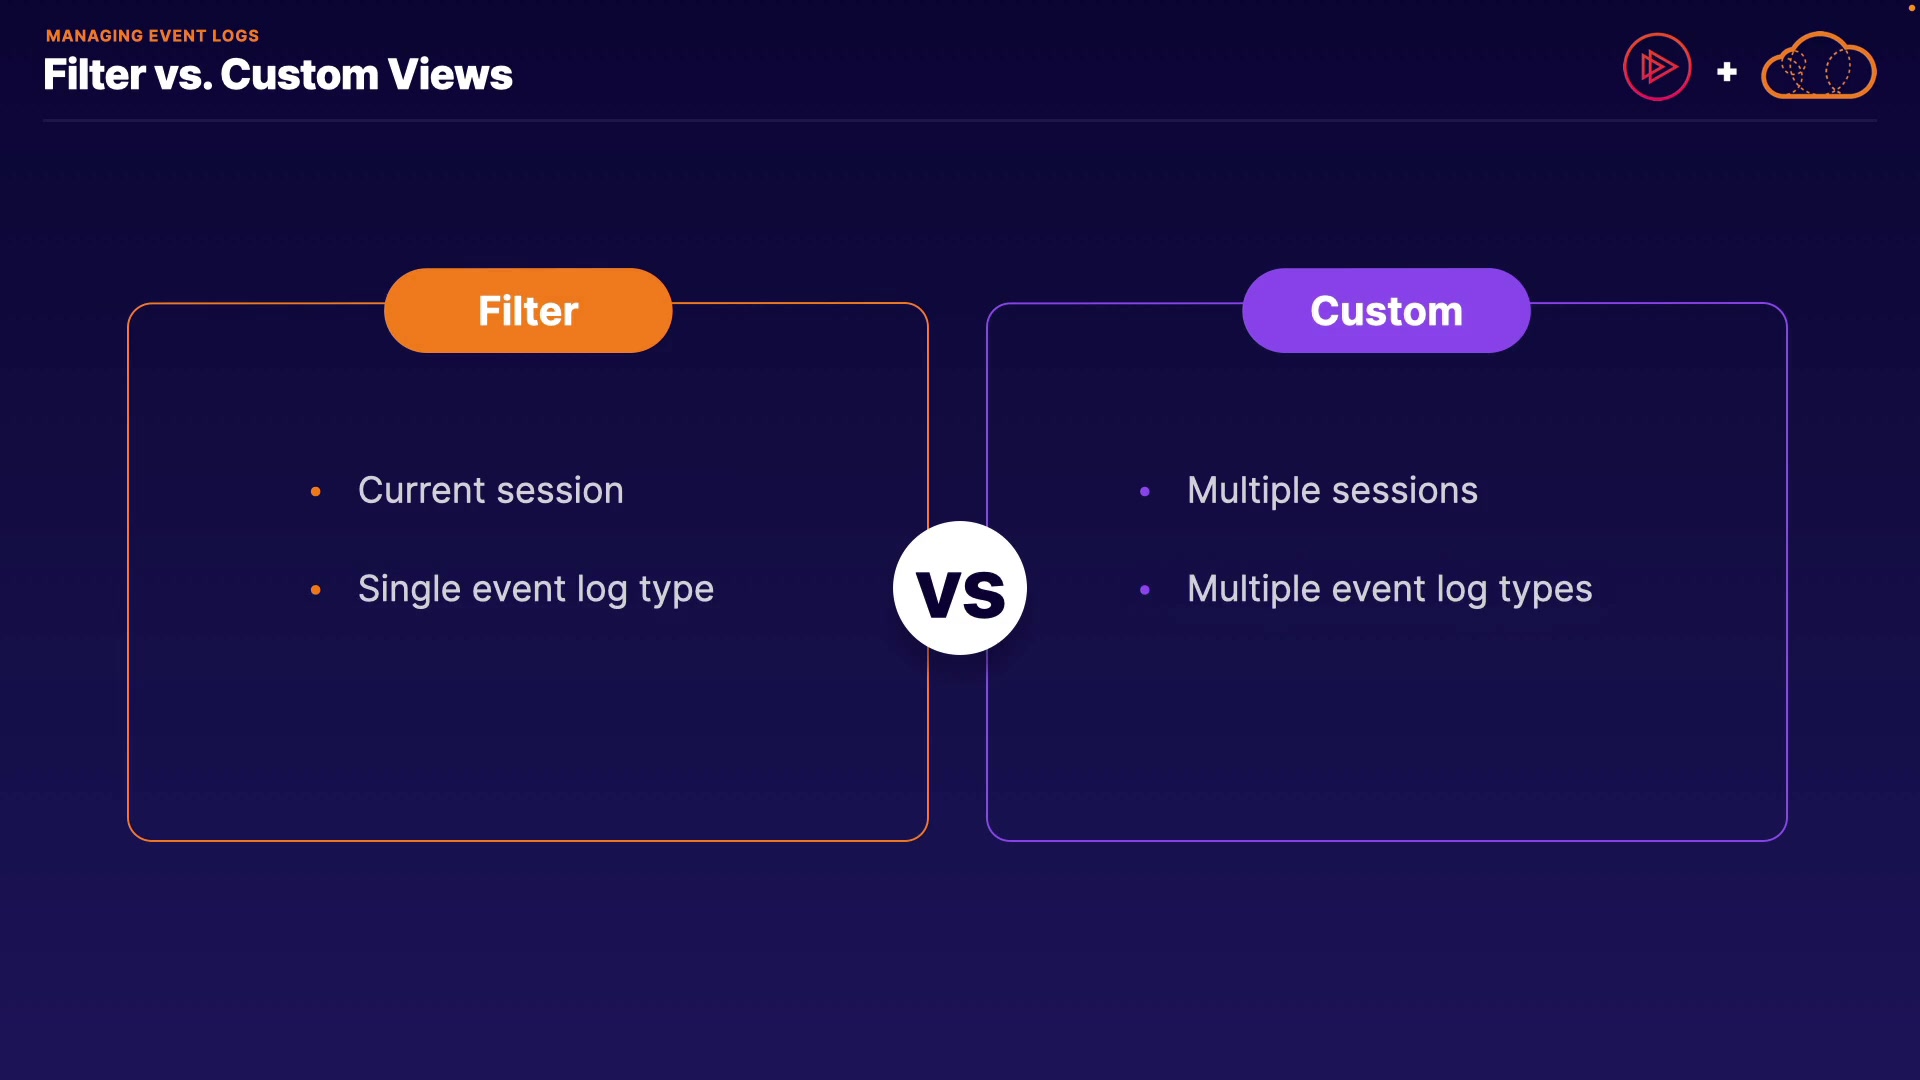 MANAGING EVENT LOGS
Filter vs. Custom Views
Filter
• Current session
• Single event log type
VS
Custom
• Multiple sessions
• Multiple event log types